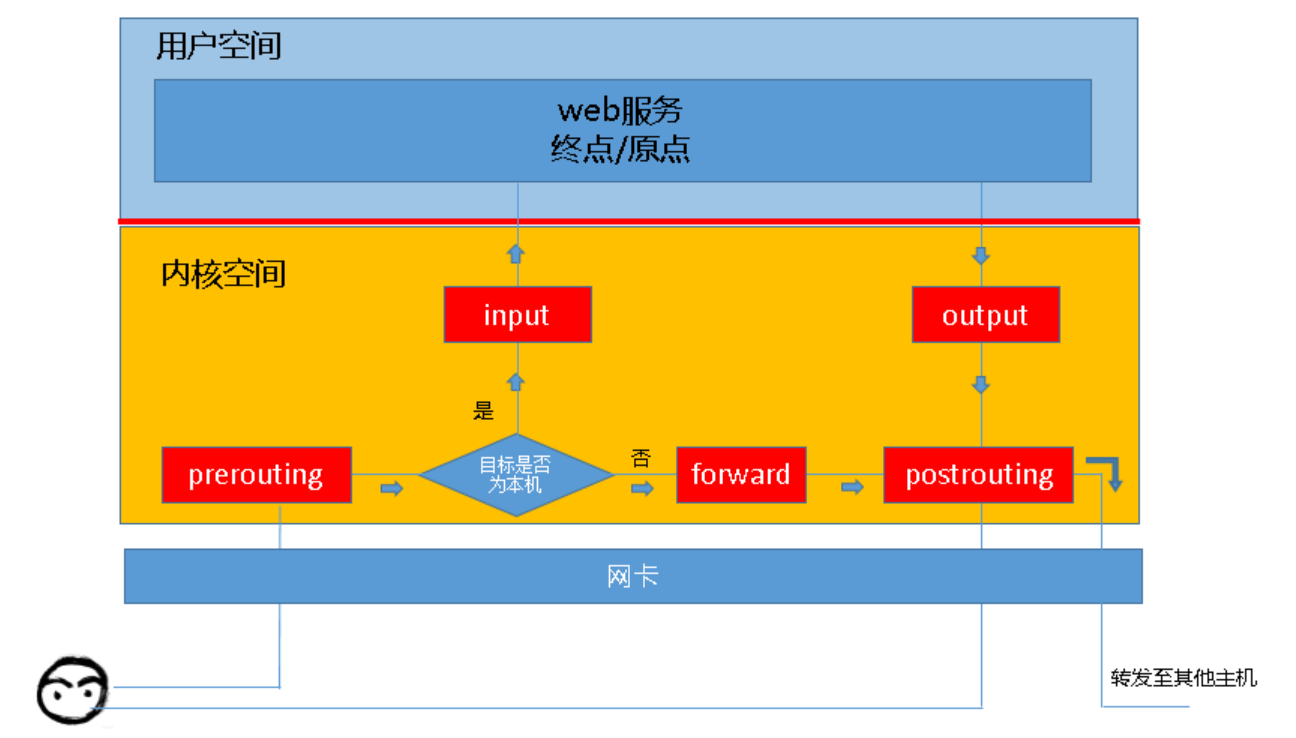 用户空间
web服务
终点/原点
内核空间
input
output
是
prerouting
目标是否
为本机
否
forward
postrouting
网卡
转发至其他主机